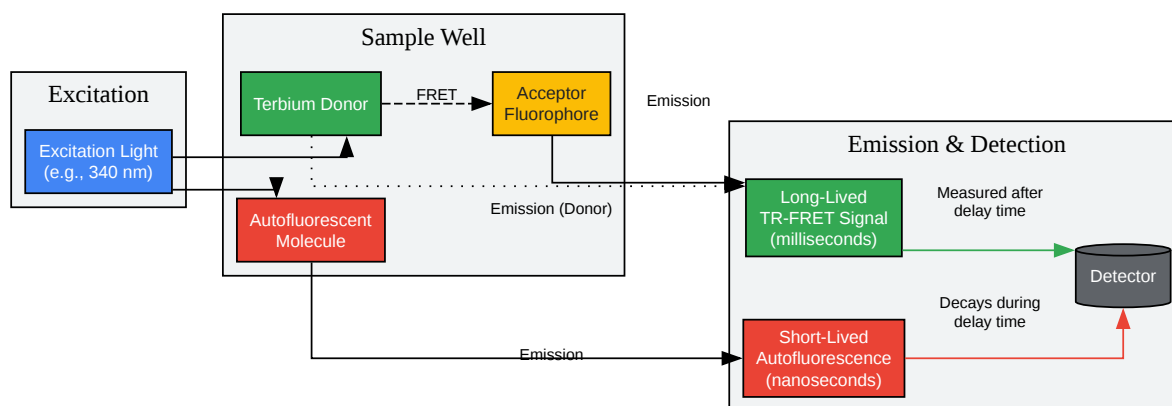 Sample Well
Excitation
Terbium Donor
FRET
Acceptor
Fluorophore
Emission
Excitation Light
(e.g., 340 nm)
Emission & Detection
Autofluorescent
Molecule
Emission (Donor)
Long-Lived
TR-FRET Signal
(milliseconds)
Measured after
delay time
Detector
Decays during
delay time
Emission
Short-Lived
Autofluorescence
(nanoseconds)